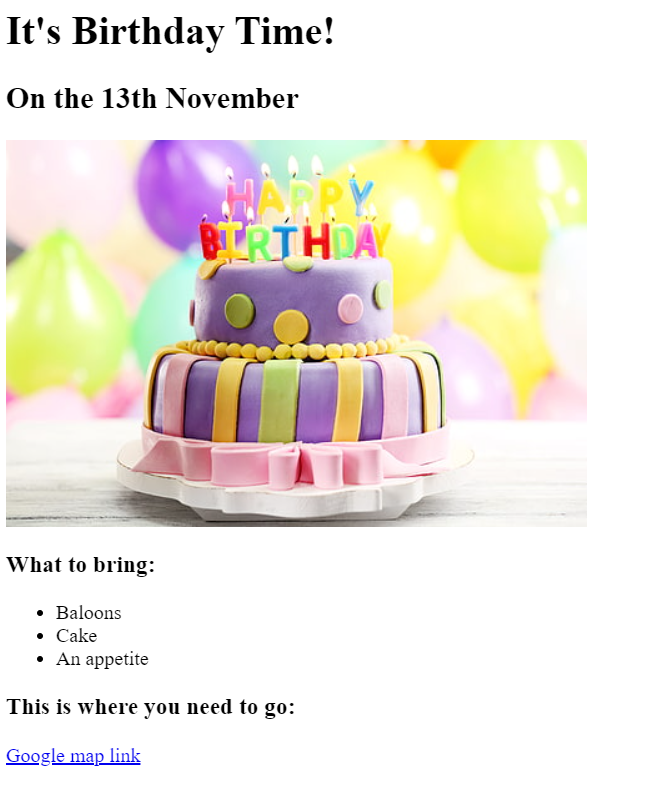 It's Birthday Time!
On the 13th November
HAPPY
BIRTHDAY
What to bring:
Baloons
Cake
An appetite
This is where you need to go:
Google map link